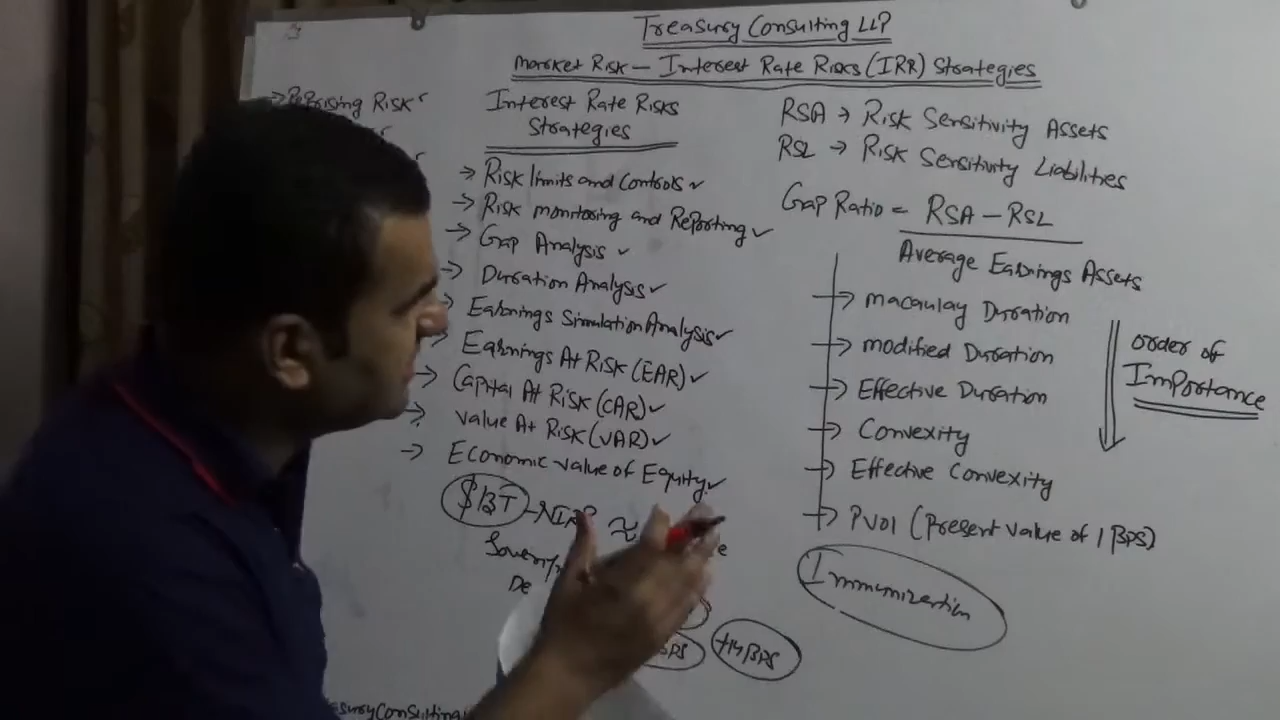 Treasury Consulting LLP
Market Risk – Interest Rate Risks (IRR) Strategies
→ Repricing Risk
Interest Rate Risks
Strategies
→ Risk limits and Controls ✓
→ Risk monitoring and Reporting ✓
→ Gap Analysis ✓
→ Duration Analysis ✓
→ Earnings Simulation Analysis ✓
→ Earnings At Risk (EAR) ✓
→ Capital At Risk (CAR) ✓
→ Value At Risk (VAR) ✓
→ Economic value of Equity ✓
RSA → Risk Sensitivity Assets
RSL → Risk Sensitivity Liabilities
Gap Ratio = RSA – RSL
Average Earnings Assets
→ macaulay Duration
→ modified Duration
→ Effective Duration
→ Convexity
→ Effective Convexity
→ PV01 (Present value of 1 BPS)
order of
Importance
Immunization
$13T – NIRP ≈
BPS
+14 BPS